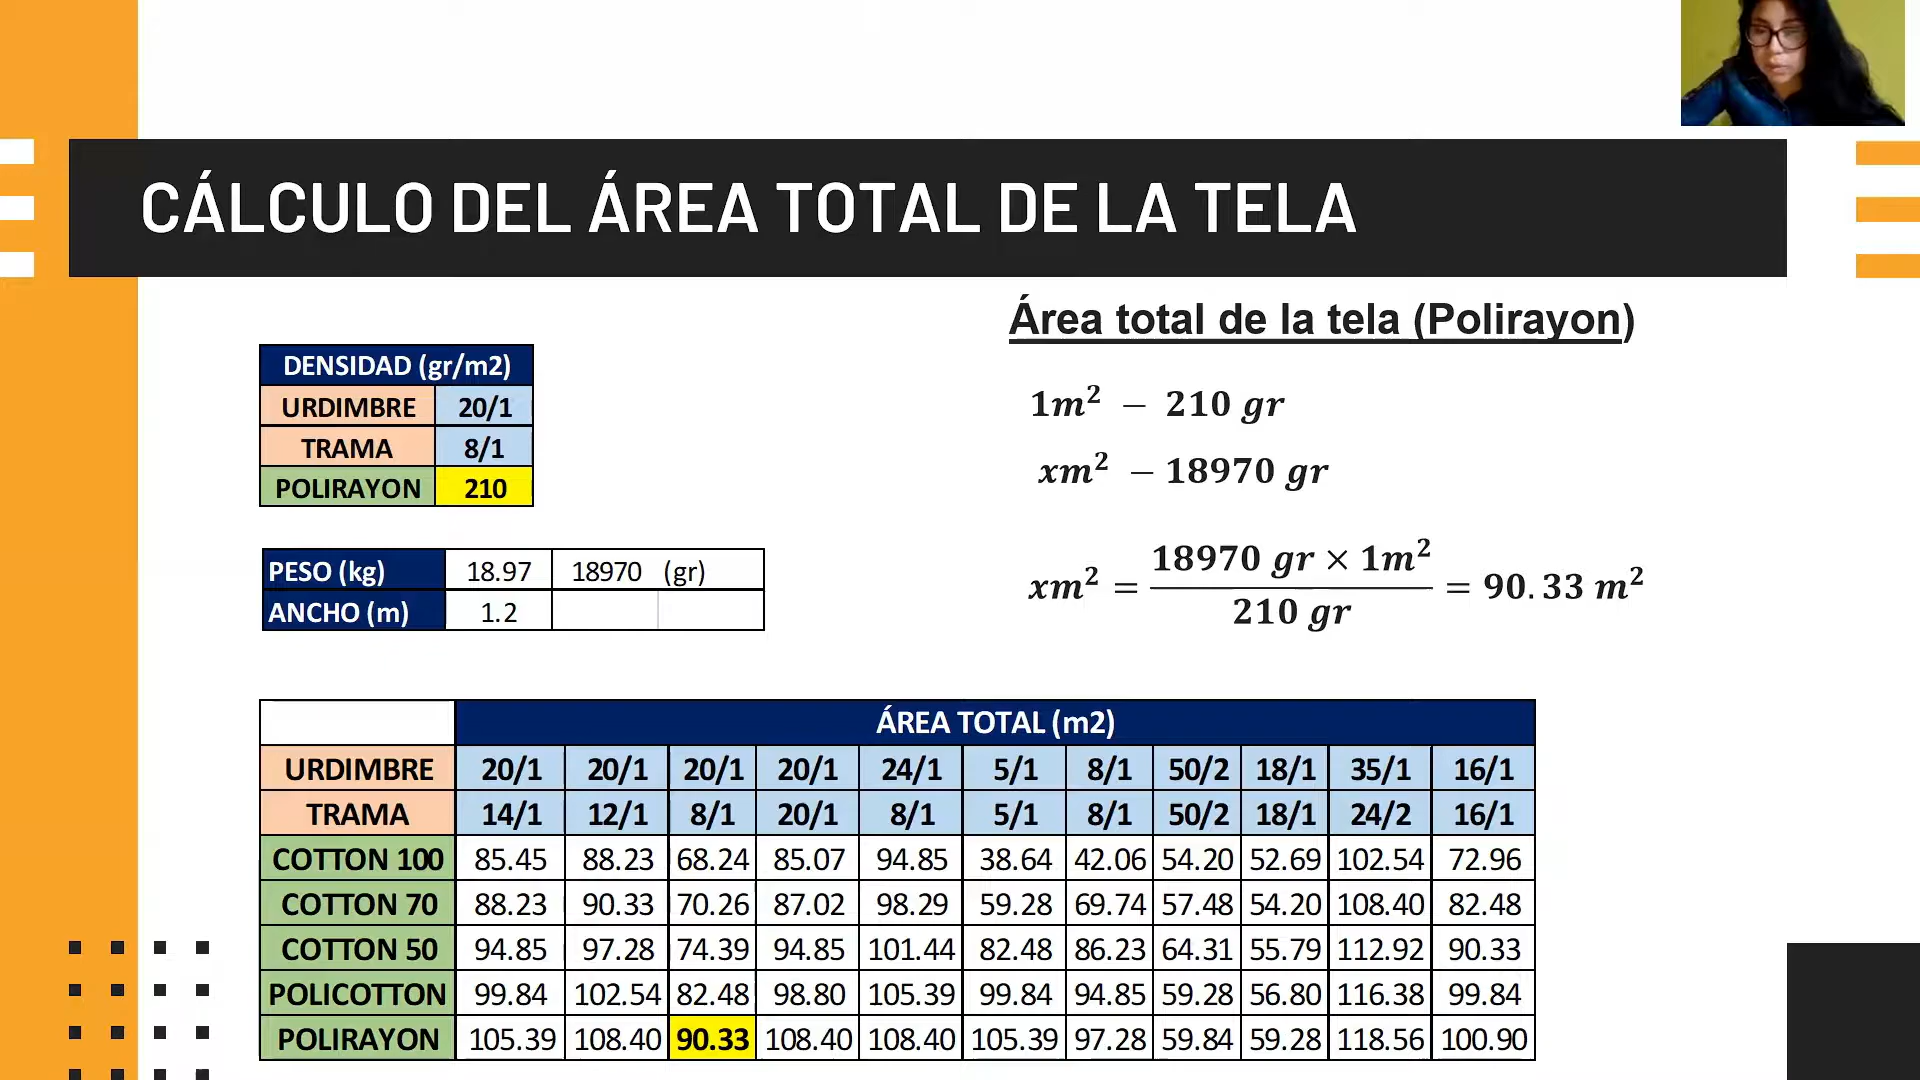 CÁLCULO DEL ÁREA TOTAL DE LA TELA
DENSIDAD (gr/m2)
URDIMBRE 20/1
TRAMA 8/1
POLIRAYON 210
PESO (kg) 18.97 18970 (gr)
ANCHO (m) 1.2
Área total de la tela (Polirayon)
1m² − 210 gr
xm² − 18970 gr
xm² = (18970 gr × 1m²) / 210 gr = 90.33 m²
ÁREA TOTAL (m2)
URDIMBRE 20/1 20/1 20/1 20/1 24/1 5/1 8/1 50/2 18/1 35/1 16/1
TRAMA 14/1 12/1 8/1 20/1 8/1 5/1 8/1 50/2 18/1 24/2 16/1
COTTON 100 85.45 88.23 68.24 85.07 94.85 38.64 42.06 54.20 52.69 102.54 72.96
COTTON 70 88.23 90.33 70.26 87.02 98.29 59.28 69.74 57.48 54.20 108.40 82.48
COTTON 50 94.85 97.28 74.39 94.85 101.44 82.48 86.23 64.31 55.79 112.92 90.33
POLICOTTON 99.84 102.54 82.48 98.80 105.39 99.84 94.85 59.28 56.80 116.38 99.84
POLIRAYON 105.39 108.40 90.33 108.40 108.40 105.39 97.28 59.84 59.28 118.56 100.90